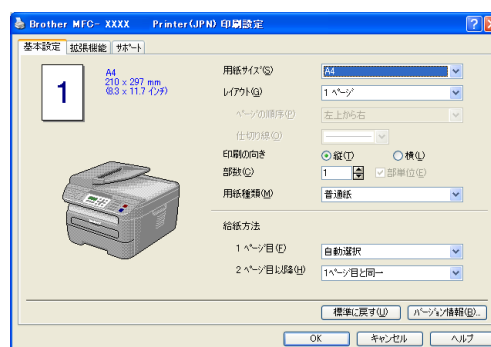 Brother MFC- XXXX Printer(JPN) 印刷設定
基本設定 拡張機能 ｻﾎﾟｰﾄ
1
A4
210 x 297 mm
(8.3 x 11.7 ｲﾝﾁ)
用紙ｻｲｽﾞ(S) A4
ﾚｲｱｳﾄ(G) 1 ﾍﾟｰｼﾞ
ﾍﾟｰｼﾞの順序(P) 左上から右
仕切り線(O)
印刷の向き 縦(T) 横(L)
部数(C) 1 部単位(E)
用紙種類(M) 普通紙
給紙方法
1 ﾍﾟｰｼﾞ目(F) 自動選択
2 ﾍﾟｰｼﾞ目以降(H) 1ﾍﾟｰｼﾞ目と同一
標準に戻す(U) ﾊﾞｰｼﾞｮﾝ情報(B)...
OK キャンセル ヘルプ